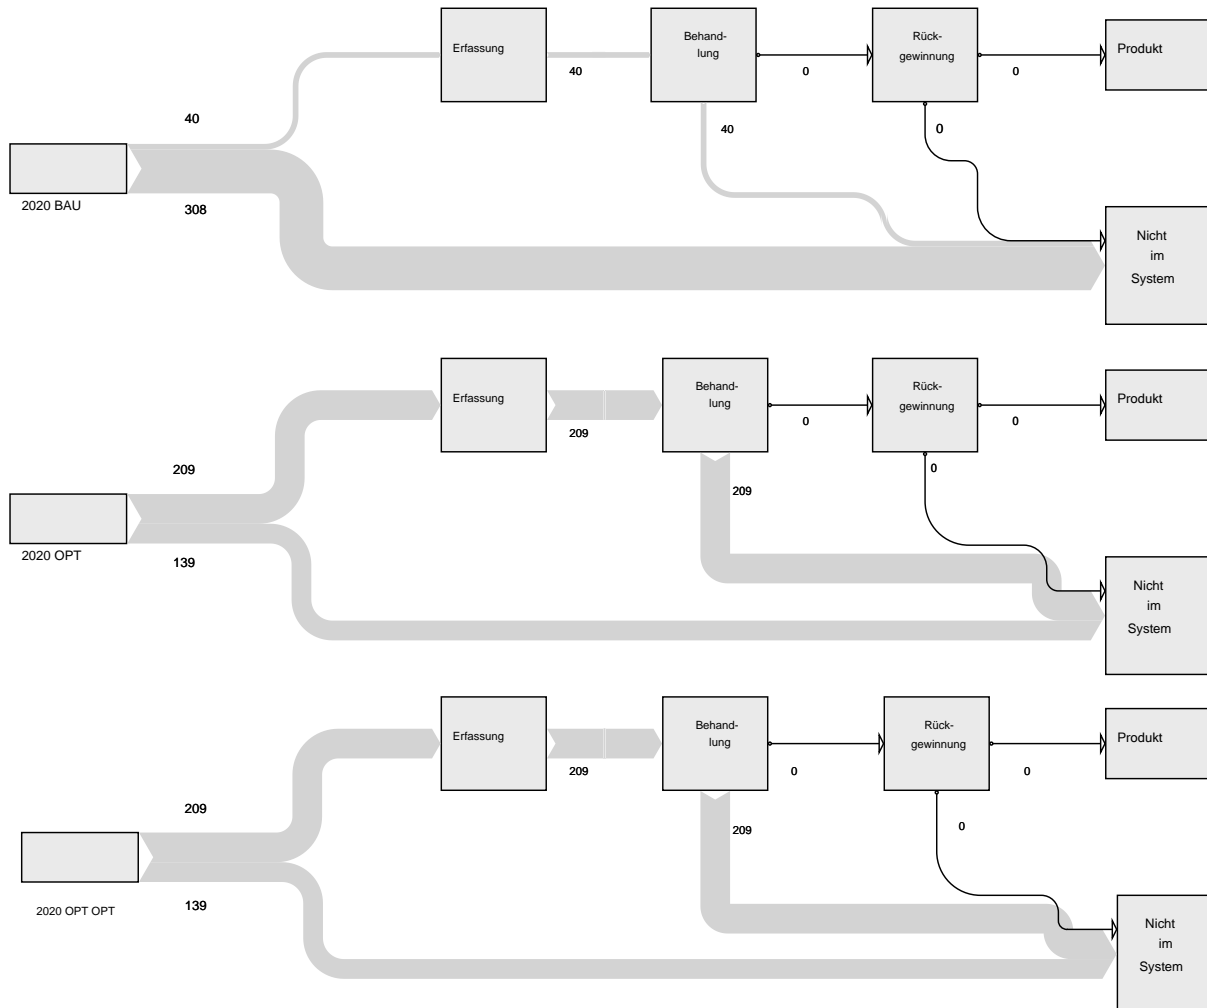 Erfassung
Behand-
lung
Rück-
gewinnung
Produkt
40
0
0
40
40
0
2020 BAU
308
Nicht
im
System
Erfassung
Behand-
lung
Rück-
gewinnung
Produkt
209
0
0
209
0
209
2020 OPT
139
Nicht
im
System
Erfassung
Behand-
lung
Rück-
gewinnung
Produkt
209
0
0
209
209
0
2020 OPT OPT
139
Nicht
im
System